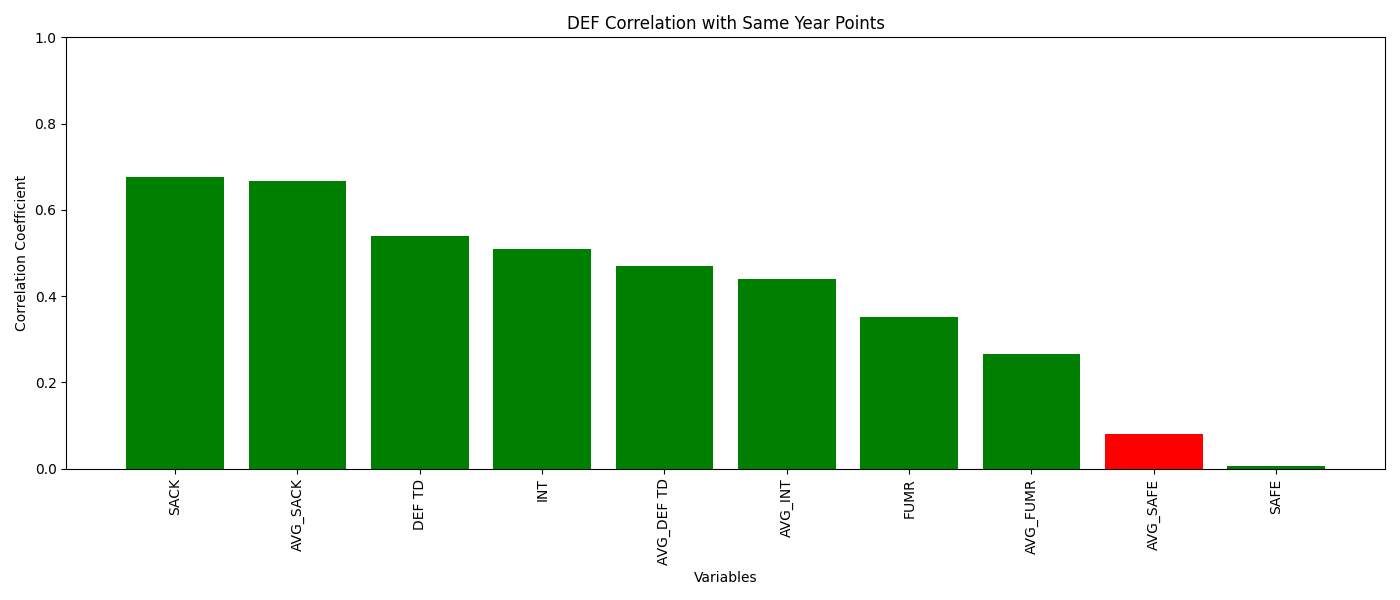 DEF Correlation with Same Year Points
Correlation Coefficient
1.0
0.8
0.6
0.4
0.2
0.0
SACK
AVG_SACK
DEF TD
INT
AVG_DEF TD
AVG_INT
FUMR
AVG_FUMR
AVG_SAFE
SAFE
Variables